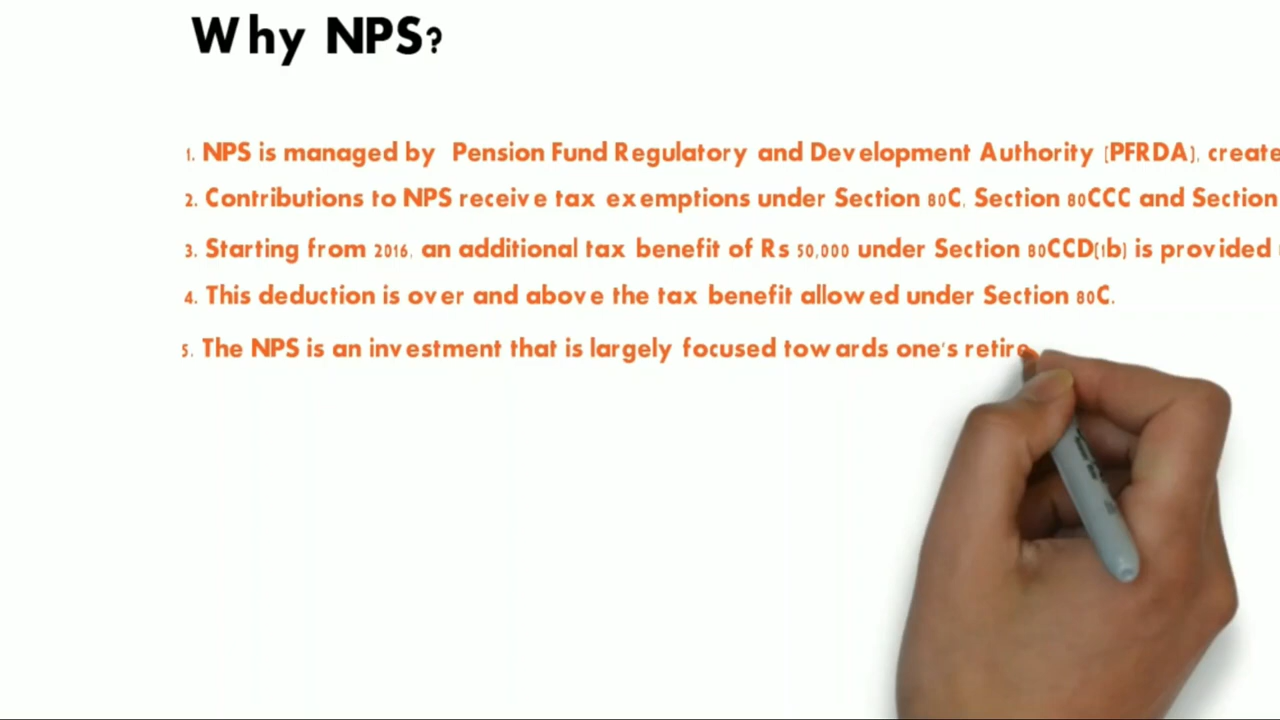 Why NPS?
1. NPS is managed by Pension Fund Regulatory and Development Authority (PFRDA), create
2. Contributions to NPS receive tax exemptions under Section 80C, Section 80CCC and Section
3. Starting from 2016, an additional tax benefit of Rs 50,000 under Section 80CCD(1b) is provided
4. This deduction is over and above the tax benefit allowed under Section 80C.
5. The NPS is an investment that is largely focused towards one's retire